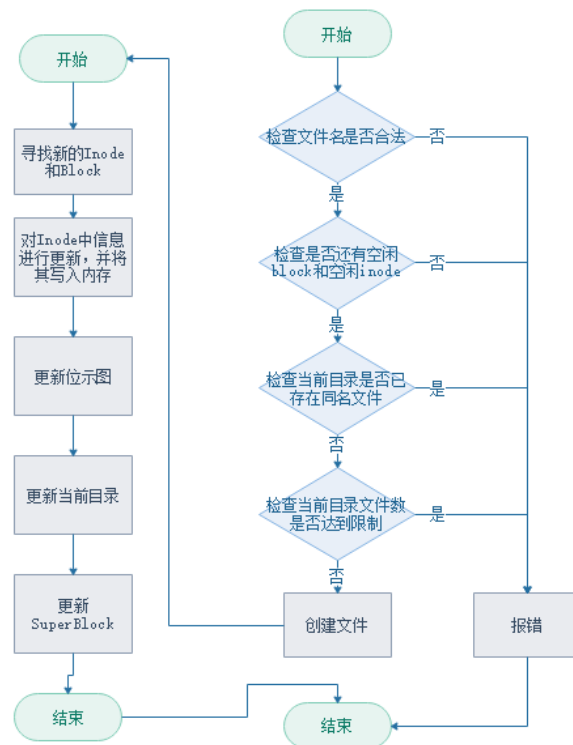 开始
寻找新的Inode
和Block
对Inode中信息
进行更新，并将
其写入内存
更新位示图
更新当前目录
更新
SuperBlock
结束
开始
检查文件名是否合法
否
是
检查是否还有空闲
block和空闲inode
否
是
检查当前目录是否已
存在同名文件
是
否
检查当前目录文件数
是否达到限制
是
否
创建文件
报错
结束